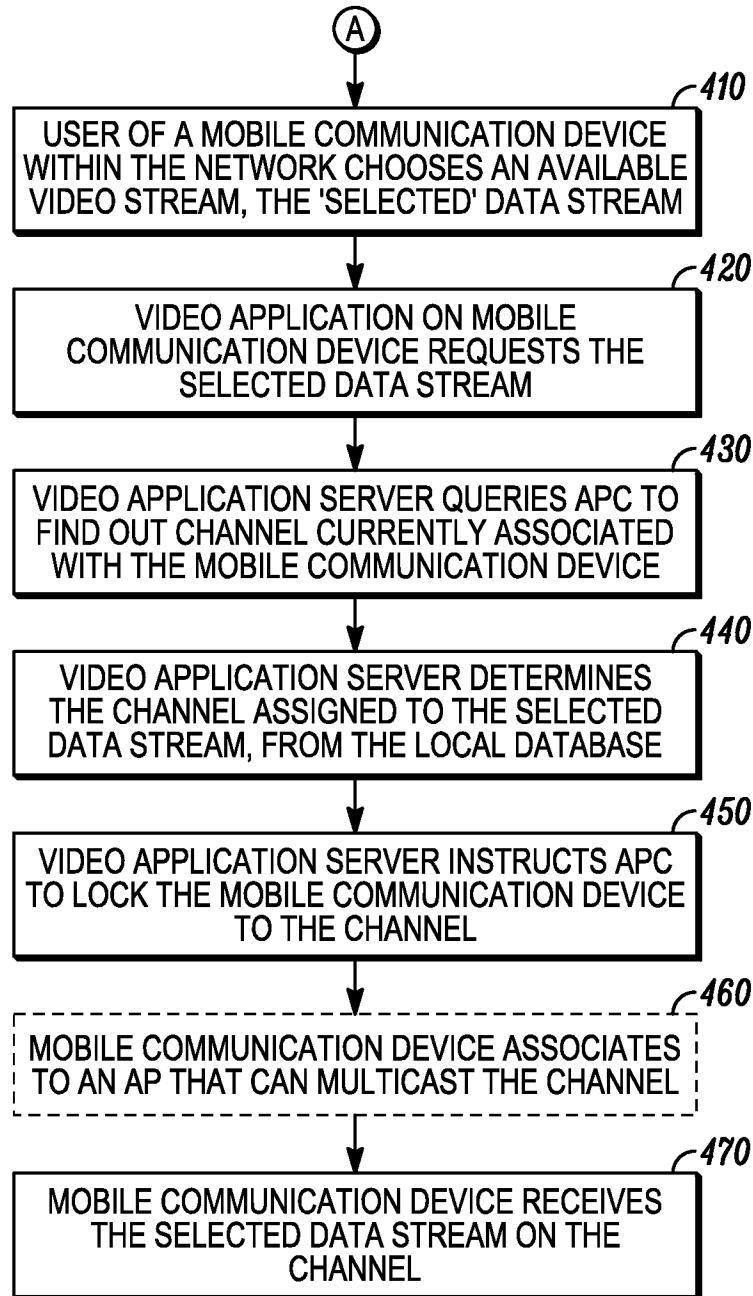 A
410
USER OF A MOBILE COMMUNICATION DEVICE
WITHIN THE NETWORK CHOOSES AN AVAILABLE
VIDEO STREAM, THE 'SELECTED' DATA STREAM
420
VIDEO APPLICATION ON MOBILE
COMMUNICATION DEVICE REQUESTS THE
SELECTED DATA STREAM
430
VIDEO APPLICATION SERVER QUERIES APC TO
FIND OUT CHANNEL CURRENTLY ASSOCIATED
WITH THE MOBILE COMMUNICATION DEVICE
440
VIDEO APPLICATION SERVER DETERMINES
THE CHANNEL ASSIGNED TO THE SELECTED
DATA STREAM, FROM THE LOCAL DATABASE
450
VIDEO APPLICATION SERVER INSTRUCTS APC
TO LOCK THE MOBILE COMMUNICATION DEVICE
TO THE CHANNEL
460
MOBILE COMMUNICATION DEVICE ASSOCIATES
TO AN AP THAT CAN MULTICAST THE CHANNEL
470
MOBILE COMMUNICATION DEVICE RECEIVES
THE SELECTED DATA STREAM ON THE
CHANNEL